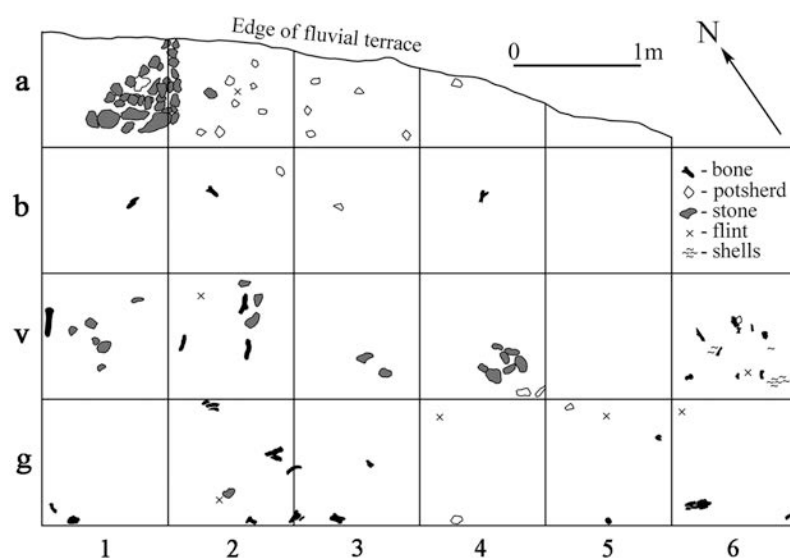 Edge of fluvial terrace
0 1m
N
a
b
v
g
- bone
- potsherd
- stone
- flint
- shells
1 2 3 4 5 6